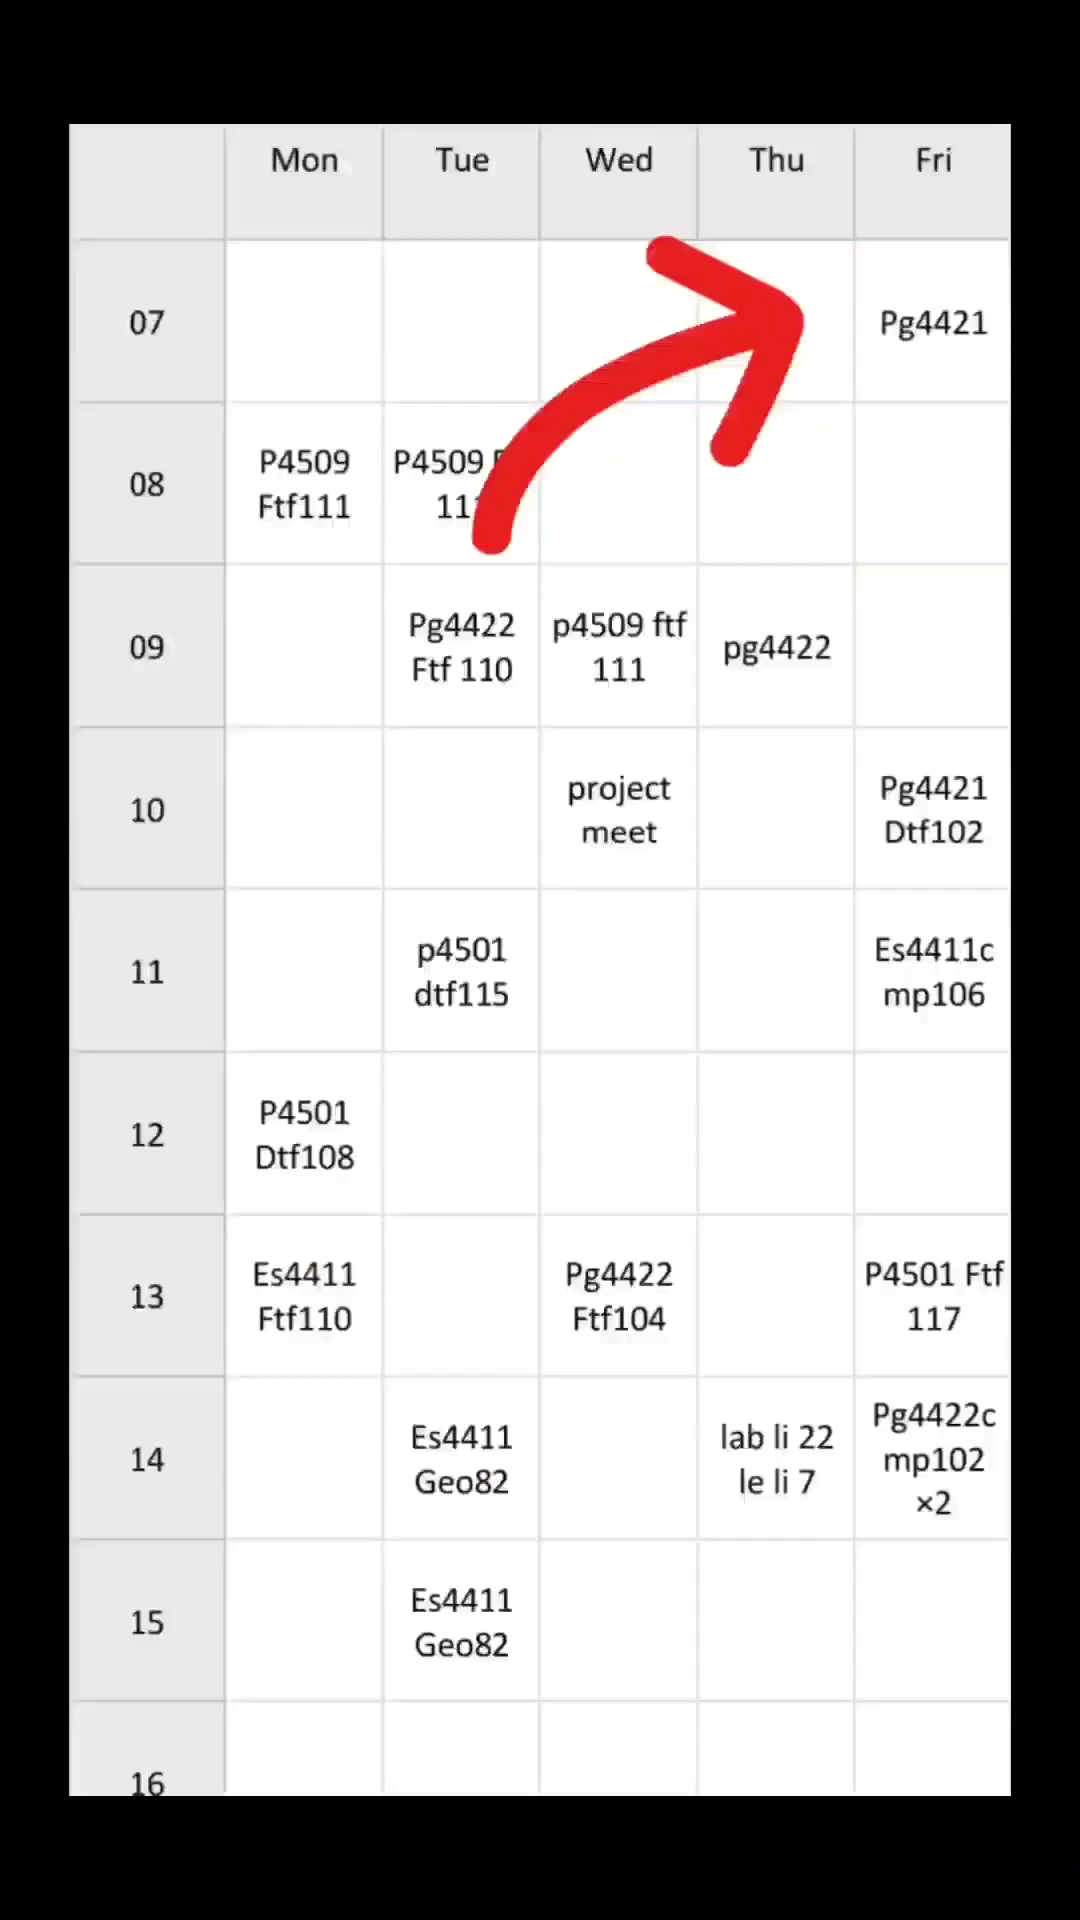 Mon Tue Wed Thu Fri
07 Pg4421
08 P4509 Ftf111 P4509
09 Pg4422 Ftf 110 p4509 ftf 111 pg4422
10 project meet Pg4421 Dtf102
11 p4501 dtf115 Es4411c mp106
12 P4501 Dtf108
13 Es4411 Ftf110 Pg4422 Ftf104 P4501 Ftf 117
14 Es4411 Geo82 lab li 22 le li 7 Pg4422c mp102 ×2
15 Es4411 Geo82
16